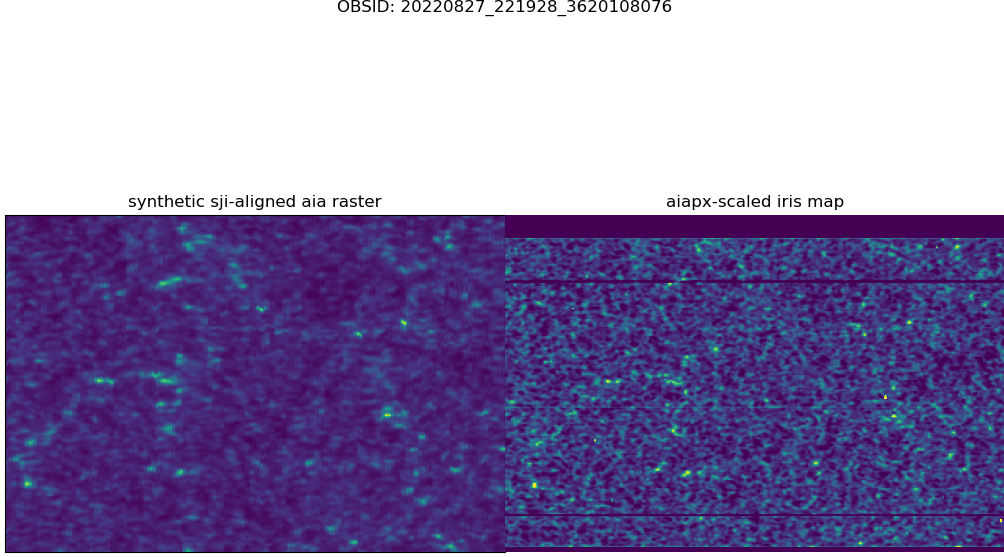 OBSID: 20220827_221928_3620108076
synthetic sji-aligned aia raster
aiapx-scaled iris map